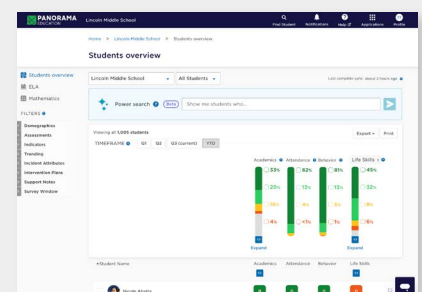 PANORAMA
EDUCATION
Lincoln Middle School
Find Student
Notifications
Help
Applications
Profile
Home > Lincoln Middle School > Students overview
Students overview
Students overview
ELA
Mathematics
FILTERS
Demographics
Assessments
Indicators
Trending
Incident Attributes
Intervention Plans
Support Notes
Survey Window
Lincoln Middle School
All Students
Last complete sync: about 2 hours ago
Power search
Beta
Show me students who...
Viewing all 1,005 students
Export
Print
TIMEFRAME
Q1
Q2
Q3 (current)
YTD
Academics
Attendance
Behavior
Life Skills
53%
82%
81%
45%
20%
12%
13%
32%
4%
<1%
<1%
6%
Expand
Expand
Student Name
Academics
Attendance
Behavior
Life Skills